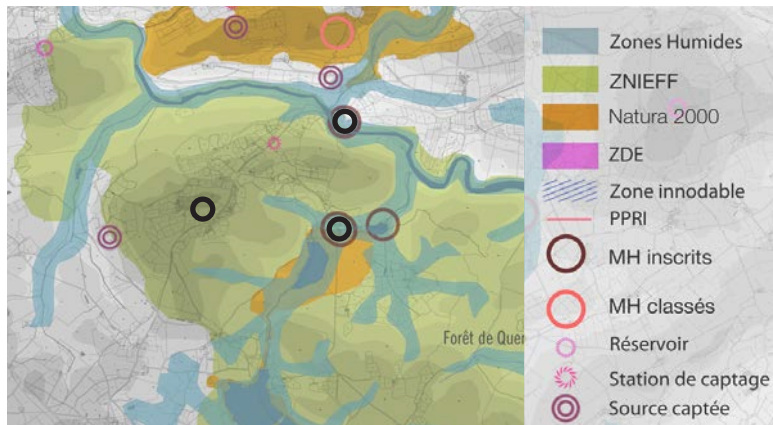 Zones Humides
ZNIEFF
Natura 2000
ZDE
Zone innodable
PPRI
MH inscrits
MH classés
Réservoir
Station de captage
Source captée
Forêt de Quer